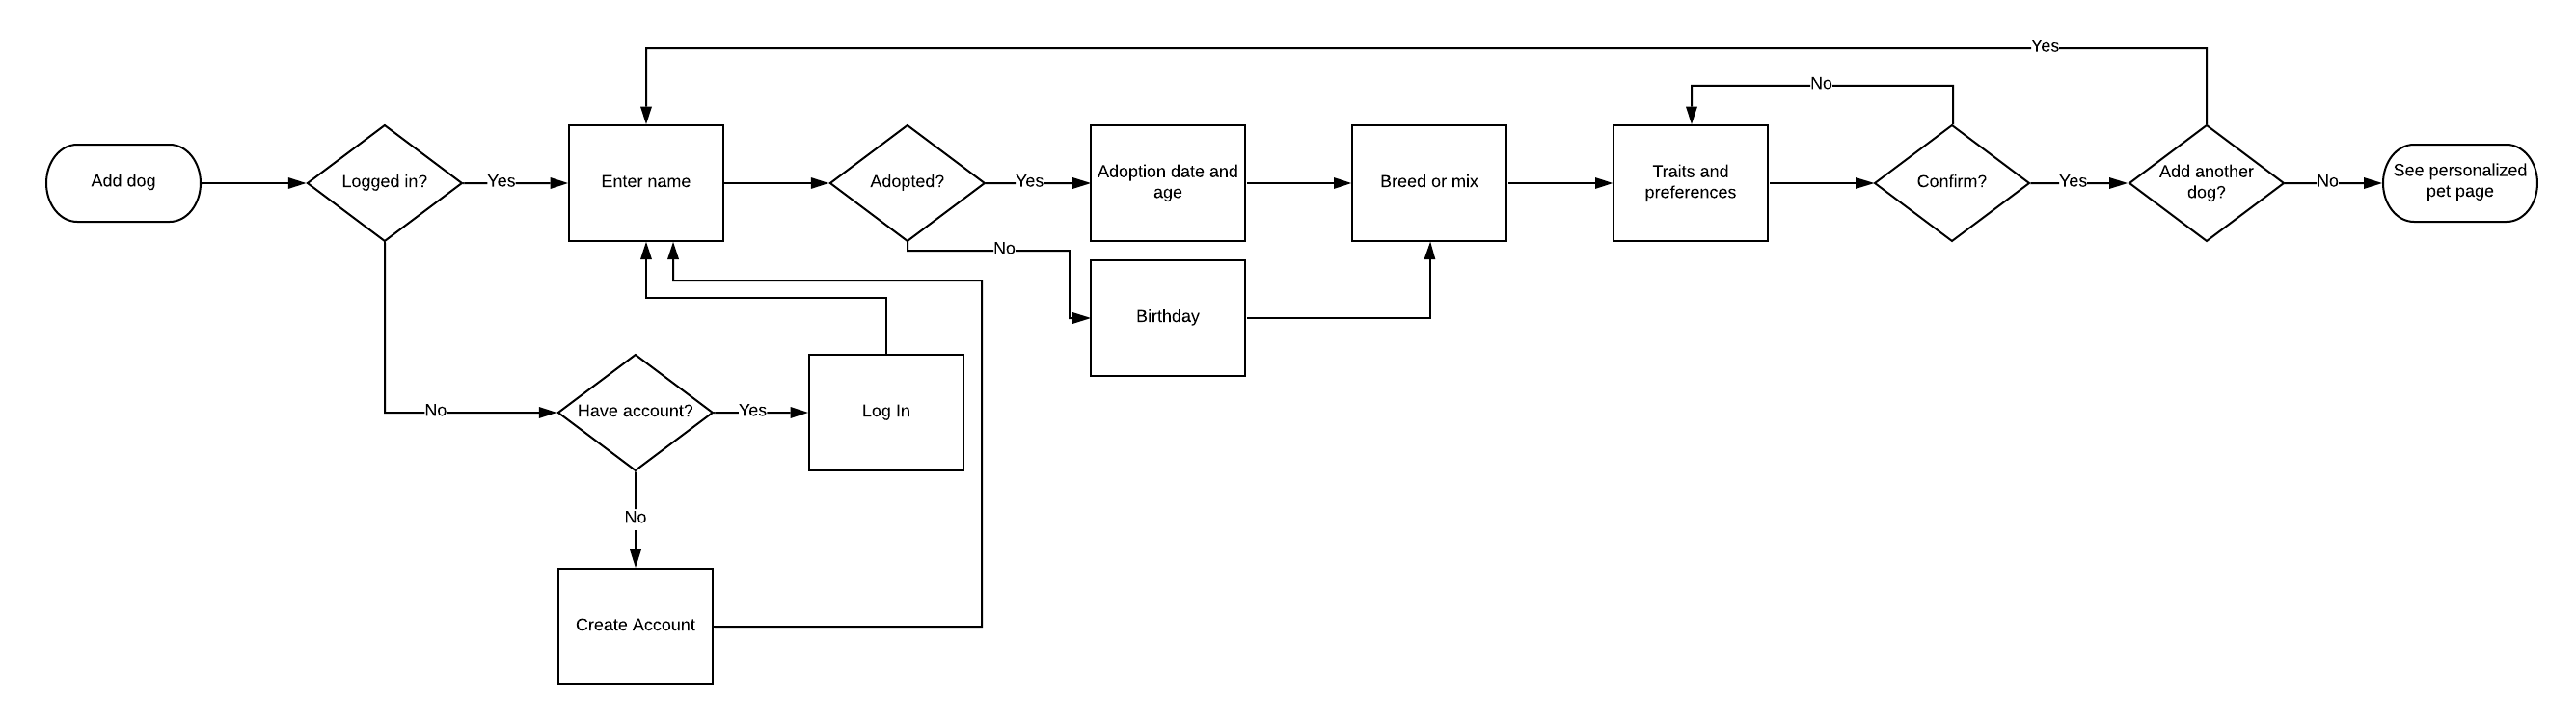 Yes
No
Add dog
Logged in?
Yes
Enter name
Adopted?
Yes
Adoption date and
age
Breed or mix
Traits and
preferences
Confirm?
Yes
Add another
dog?
No
See personalized
pet page
No
Birthday
No
Have account?
Yes
Log In
No
Create Account